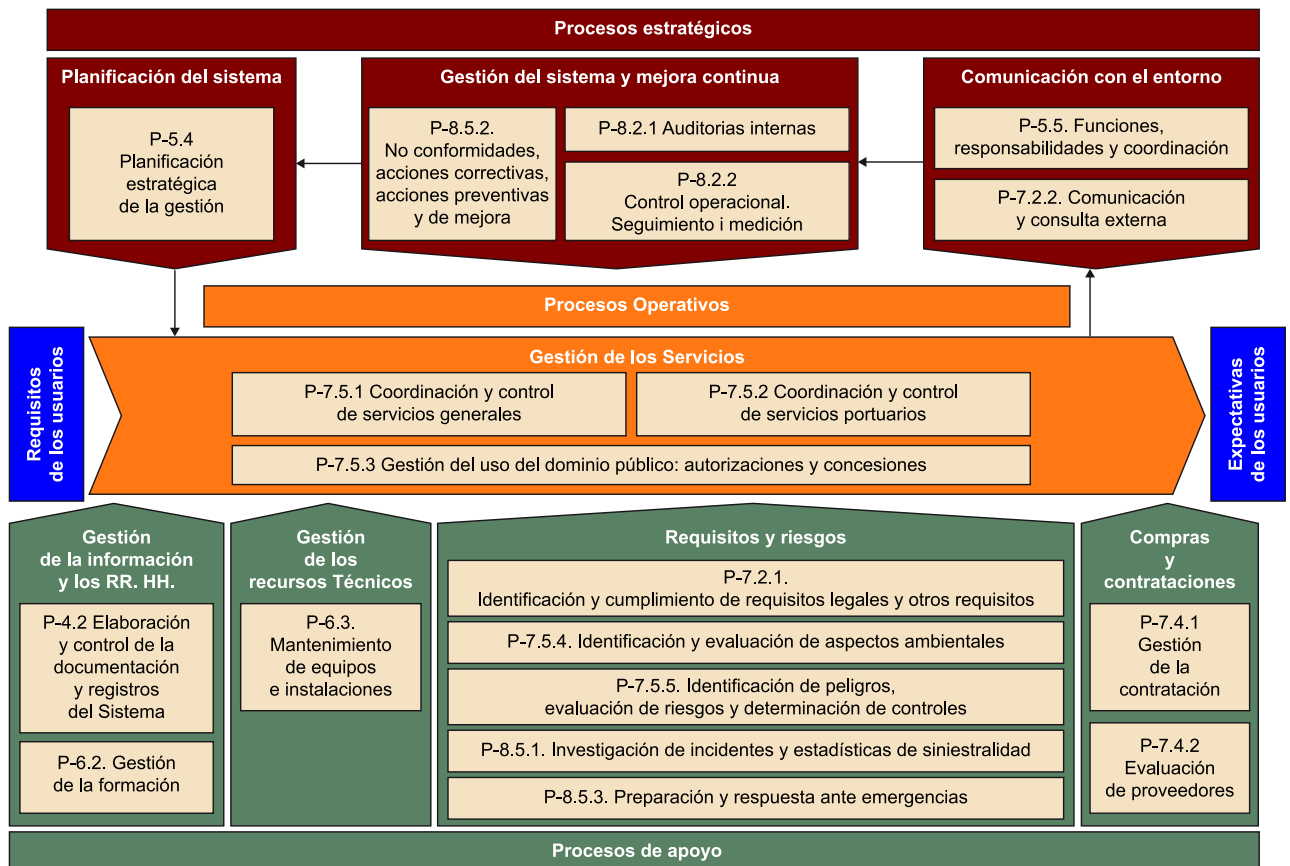 Procesos estratégicos
Planificación del sistema
P-5.4
Planificación
estratégica
de la gestión
Gestión del sistema y mejora continua
P-8.5.2.
No conformidades,
acciones correctivas,
acciones preventivas
y de mejora
P-8.2.1 Auditorias internas
P-8.2.2
Control operacional.
Seguimiento i medición
Comunicación con el entorno
P-5.5. Funciones,
responsabilidades y coordinación
P-7.2.2. Comunicación
y consulta externa
Procesos Operativos
Requisitos
de los usuarios
Gestión de los Servicios
P-7.5.1 Coordinación y control
de servicios generales
P-7.5.2 Coordinación y control
de servicios portuarios
P-7.5.3 Gestión del uso del dominio público: autorizaciones y concesiones
Expectativas
de los usuarios
Gestión
de la información
y los RR. HH.
P-4.2 Elaboración
y control de la
documentación
y registros
del Sistema
P-6.2. Gestión
de la formación
Gestión
de los
recursos Técnicos
P-6.3.
Mantenimiento
de equipos
e instalaciones
Requisitos y riesgos
P-7.2.1.
Identificación y cumplimiento de requisitos legales y otros requisitos
P-7.5.4. Identificación y evaluación de aspectos ambientales
P-7.5.5. Identificación de peligros,
evaluación de riesgos y determinación de controles
P-8.5.1. Investigación de incidentes y estadísticas de siniestralidad
P-8.5.3. Preparación y respuesta ante emergencias
Compras
y
contrataciones
P-7.4.1
Gestión
de la
contratación
P-7.4.2
Evaluación
de proveedores
Procesos de apoyo